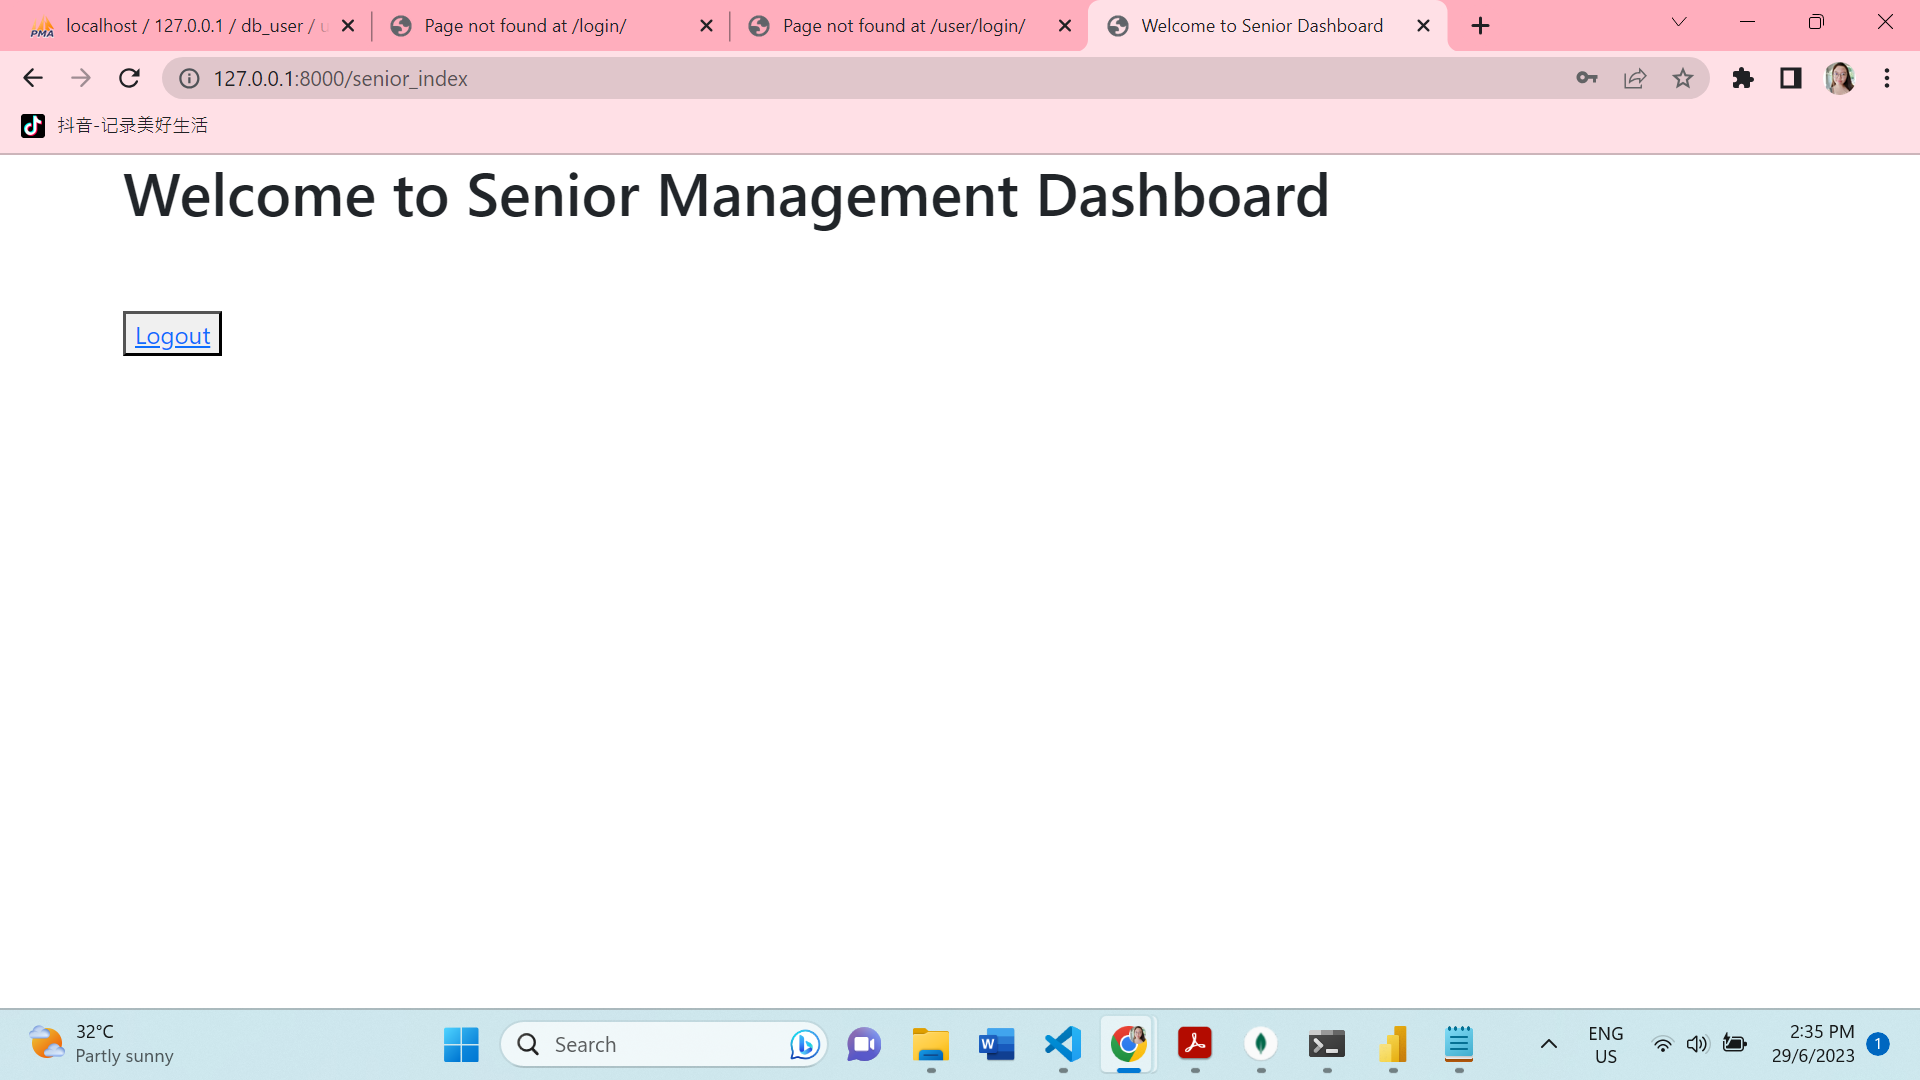 PMA localhost / 127.0.0.1 / db_user / u
Page not found at /login/
Page not found at /user/login/
Welcome to Senior Dashboard
127.0.0.1:8000/senior_index
抖音-记录美好生活
Welcome to Senior Management Dashboard
Logout
32°C
Partly sunny
Search
ENG
US
2:35 PM
29/6/2023
1